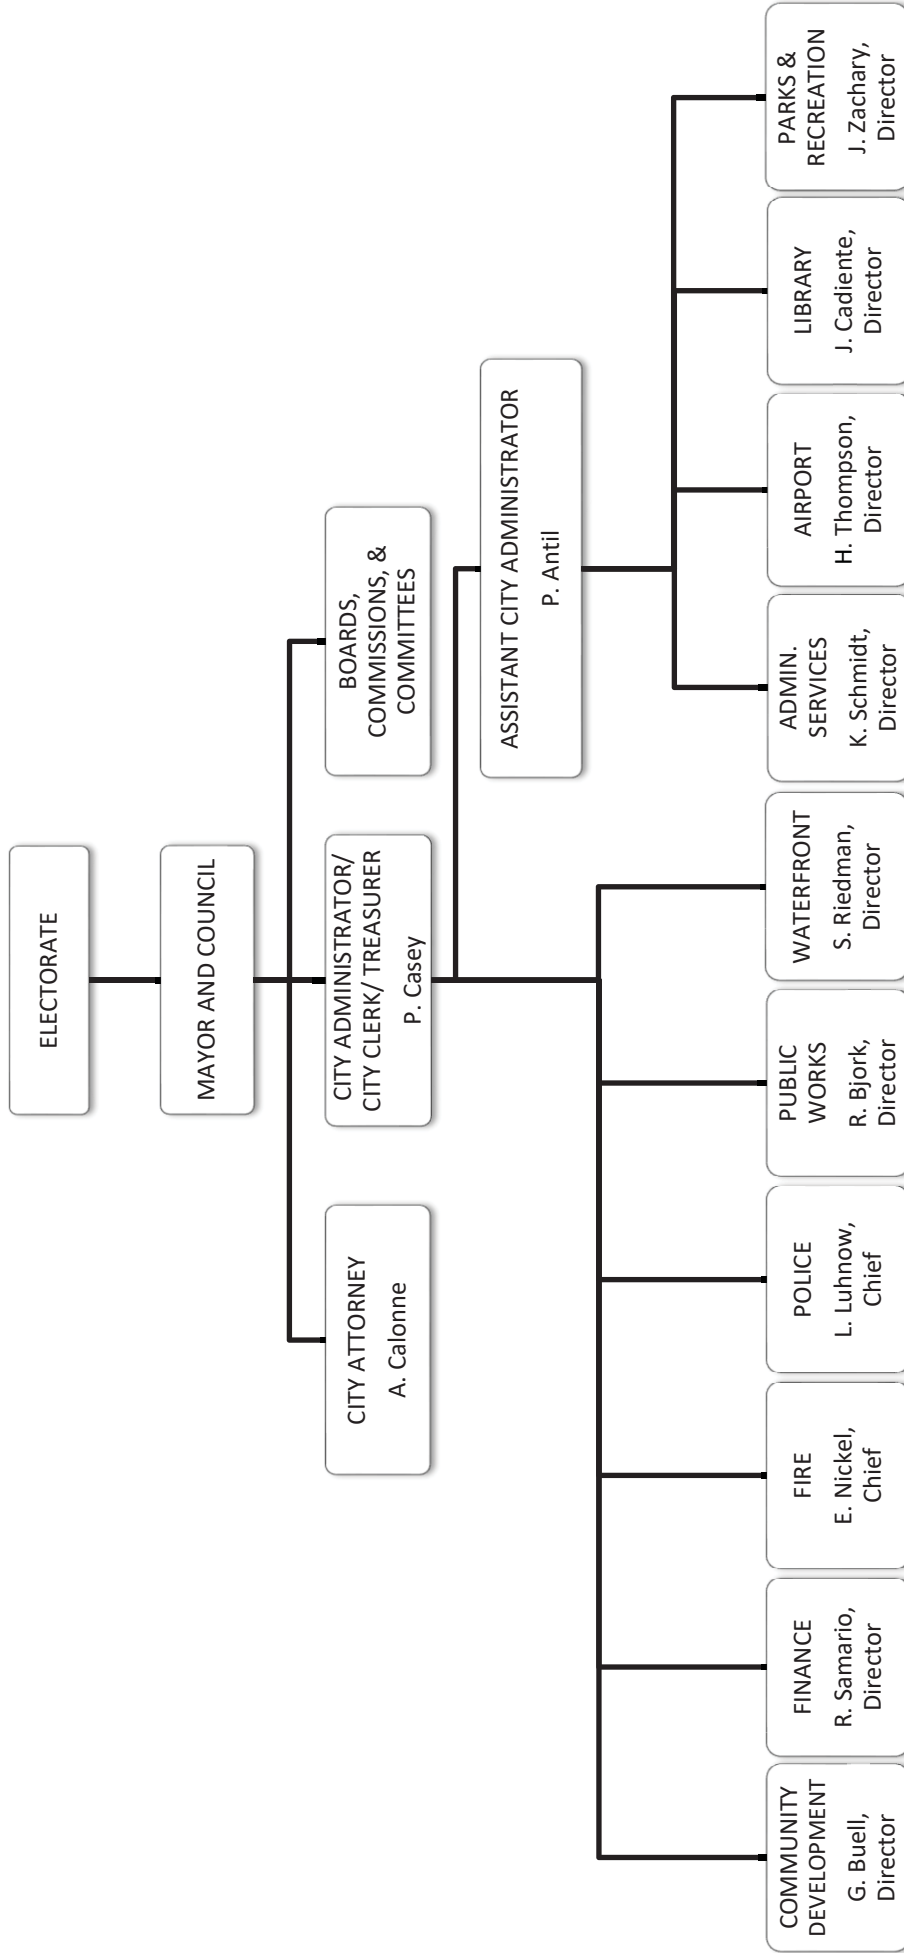 ELECTORATE
MAYOR AND COUNCIL
CITY ATTORNEY
A. Calonne
CITY ADMINISTRATOR/
CITY CLERK/ TREASURER
P. Casey
BOARDS,
COMMISSIONS, &
COMMITTEES
ASSISTANT CITY ADMINISTRATOR
P. Antil
COMMUNITY
DEVELOPMENT
G. Buell,
Director
FINANCE
R. Samario,
Director
FIRE
E. Nickel,
Chief
POLICE
L. Luhnow,
Chief
PUBLIC
WORKS
R. Bjork,
Director
WATERFRONT
S. Riedman,
Director
ADMIN.
SERVICES
K. Schmidt,
Director
AIRPORT
H. Thompson,
Director
LIBRARY
J. Cadiente,
Director
PARKS &
RECREATION
J. Zachary,
Director